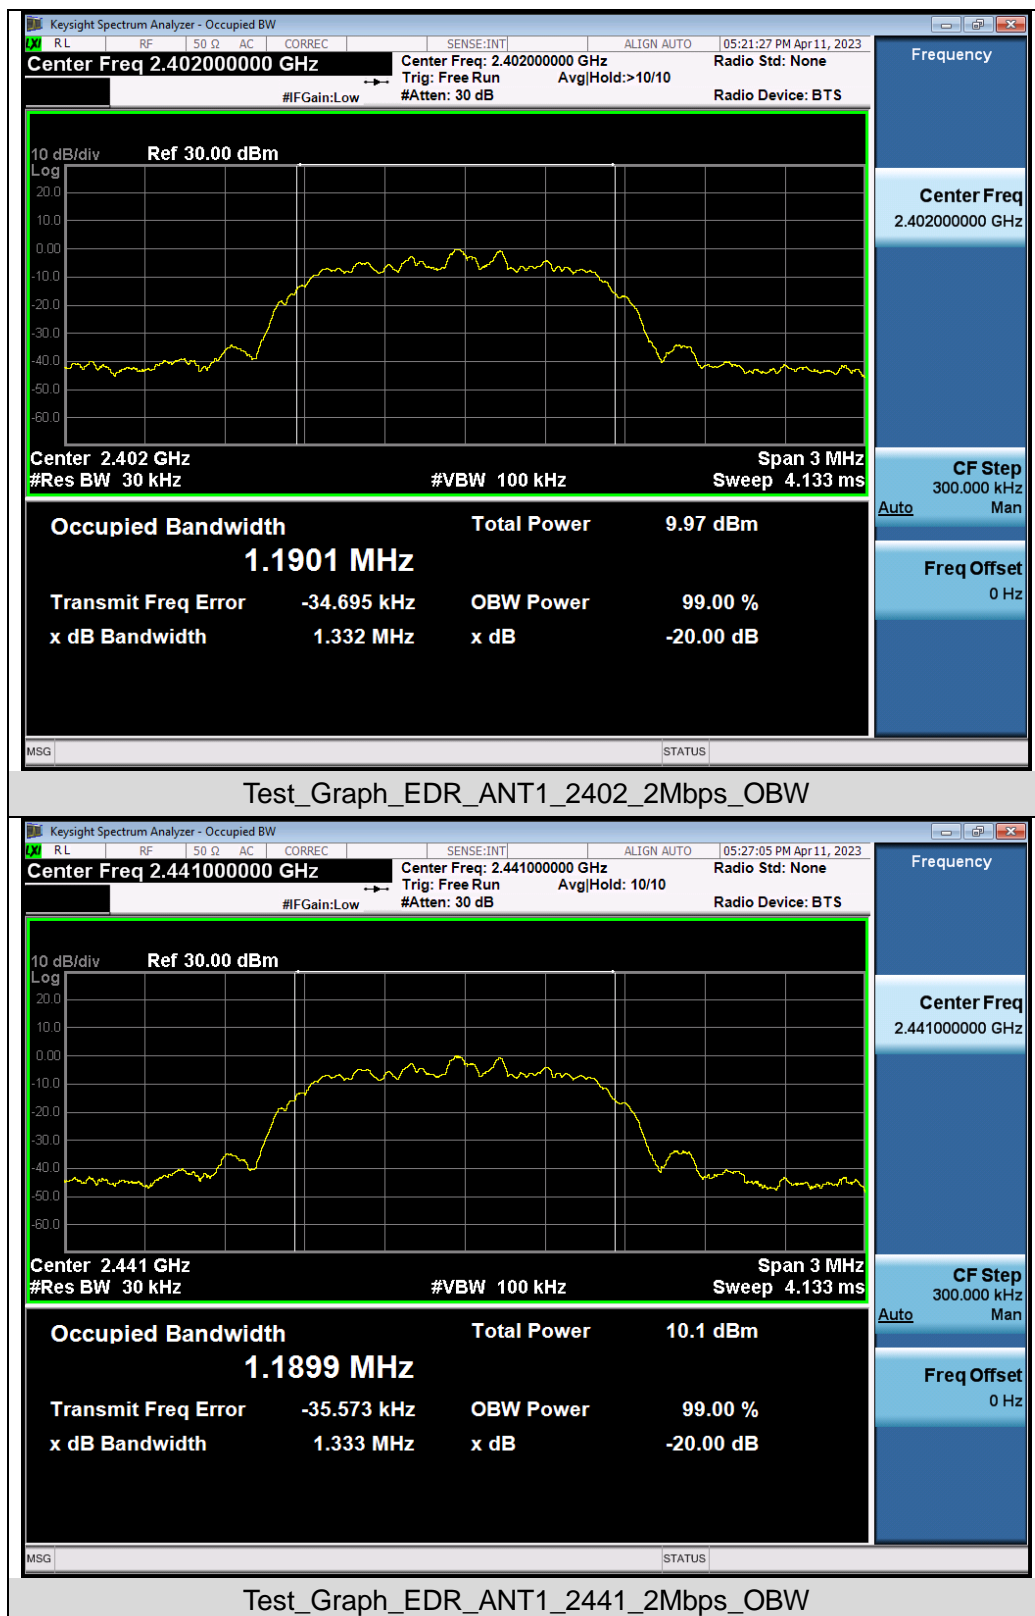 Keysight Spectrum Analyzer - Occupied BW
LXI RL RF 50 Ω AC CORREC SENSE:INT ALIGN AUTO 05:21:27 PM Apr 11, 2023
Center Freq 2.402000000 GHz Center Freq: 2.402000000 GHz Radio Std: None
Trig: Free Run Avg|Hold:>10/10
#IFGain:Low #Atten: 30 dB Radio Device: BTS
Frequency
10 dB/div Ref 30.00 dBm
Log
20.0
10.0
0.00
-10.0
-20.0
-30.0
-40.0
-50.0
-60.0
Center Freq
2.402000000 GHz
Center 2.402 GHz Span 3 MHz
#Res BW 30 kHz #VBW 100 kHz Sweep 4.133 ms
CF Step
300.000 kHz
Auto Man
Occupied Bandwidth Total Power 9.97 dBm
1.1901 MHz
Transmit Freq Error -34.695 kHz OBW Power 99.00 %
x dB Bandwidth 1.332 MHz x dB -20.00 dB
Freq Offset
0 Hz
MSG STATUS
Test_Graph_EDR_ANT1_2402_2Mbps_OBW
Keysight Spectrum Analyzer - Occupied BW
LXI RL RF 50 Ω AC CORREC SENSE:INT ALIGN AUTO 05:27:05 PM Apr 11, 2023
Center Freq 2.441000000 GHz Center Freq: 2.441000000 GHz Radio Std: None
Trig: Free Run Avg|Hold: 10/10
#IFGain:Low #Atten: 30 dB Radio Device: BTS
Frequency
10 dB/div Ref 30.00 dBm
Log
20.0
10.0
0.00
-10.0
-20.0
-30.0
-40.0
-50.0
-60.0
Center Freq
2.441000000 GHz
Center 2.441 GHz Span 3 MHz
#Res BW 30 kHz #VBW 100 kHz Sweep 4.133 ms
CF Step
300.000 kHz
Auto Man
Occupied Bandwidth Total Power 10.1 dBm
1.1899 MHz
Transmit Freq Error -35.573 kHz OBW Power 99.00 %
x dB Bandwidth 1.333 MHz x dB -20.00 dB
Freq Offset
0 Hz
MSG STATUS
Test_Graph_EDR_ANT1_2441_2Mbps_OBW